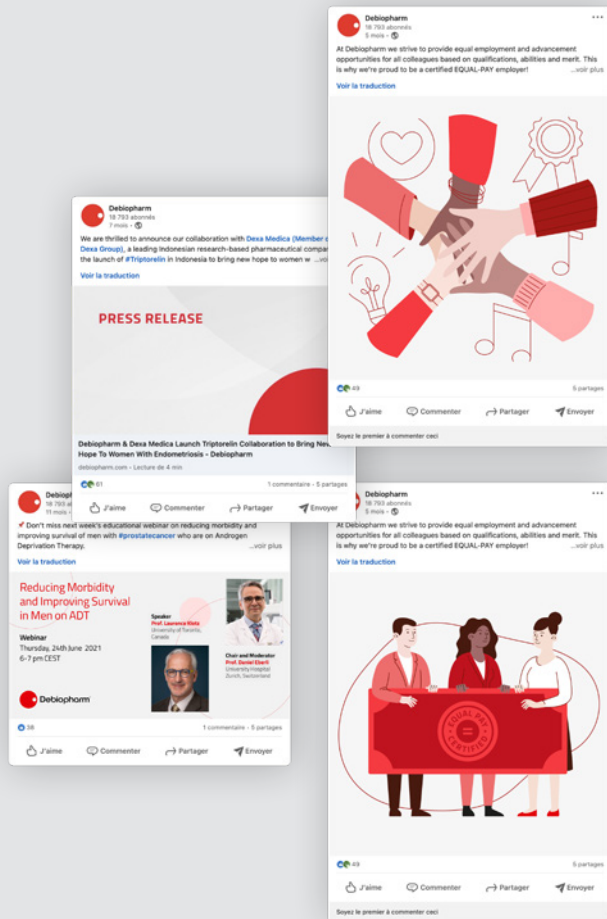 Debiopharm
18 793 abonnés
5 mois •
At Debiopharm we strive to provide equal employment and advancement
opportunities for all colleagues based on qualifications, abilities and merit. This
is why we're proud to be a certified EQUAL-PAY employer! ...voir plus
Voir la traduction
49
5 partages
J'aime Commenter Partager Envoyer
Soyez le premier à commenter ceci
Debiopharm
18 793 abonnés
7 mois •
We are thrilled to announce our collaboration with Dexa Medica (Member
Dexa Group), a leading Indonesian research-based pharmaceutical
the launch of #Triptorelin in Indonesia to bring new hope to women w
Voir la traduction
PRESS RELEASE
Debiopharm & Dexa Medica Launch Triptorelin Collaboration to Bring
Hope To Women With Endometriosis - Debiopharm
debiopharm.com - Lecture de 4 min
61
1 commentaire • 5 partages
J'aime Commenter Partager Envoyer
18 793
11 mois
Don't miss next week's educational webinar on reducing morbidity and
improving survival of men with #prostatecancer who are on Androgen
Deprivation Therapy. ...voir plus
Voir la traduction
Reducing Morbidity
and Improving Survival
in Men on ADT
Webinar
Thursday, 24th June 2021
6-7 pm CEST
Debiopharm
Speaker
Prof. Laurence Klotz
University of Toronto,
Canada
Chair and Moderator
Prof. Daniel Eberli
University Hospital
Zurich, Switzerland
38
1 commentaire • 5 partages
J'aime Commenter Partager Envoyer
Debiopharm
18 793 abonnés
5 mois •
At Debiopharm we strive to provide equal employment and advancement
opportunities for all colleagues based on qualifications, abilities and merit. This
is why we're proud to be a certified EQUAL-PAY employer! ...voir plus
Voir la traduction
EQUAL PAY
CERTIFIED
49
5 partages
J'aime Commenter Partager Envoyer
Soyez le premier à commenter ceci